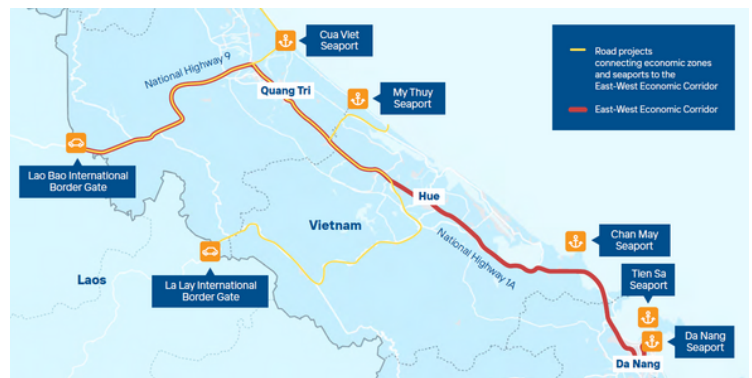 Cua Viet
Seaport
National Highway 9
Quang Tri
My Thuy
Seaport
Road projects
connecting economic zones
and seaports to the
East-West Economic Corridor
East-West Economic Corridor
Lao Bao International
Border Gate
Hue
Vietnam
National Highway 1A
Chan May
Seaport
Laos
La Lay International
Border Gate
Tien Sa
Seaport
Da Nang
Seaport
Da Nang